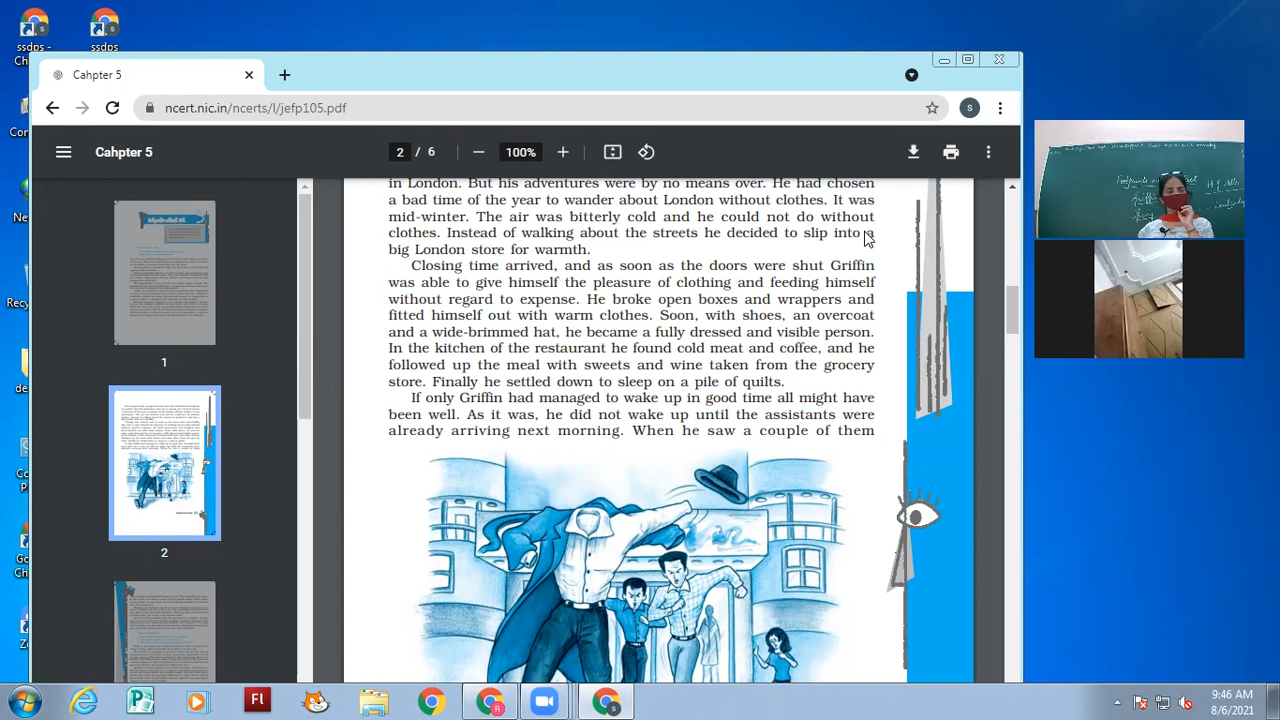 ssdps -
ssdps
Cahpter 5
ncert.nic.in/ncerts/l/jefp105.pdf
s
Cahpter 5
2 / 6
100%
in London. But his adventures were by no means over. He had chosen
a bad time of the year to wander about London without clothes. It was
mid-winter. The air was bitterly cold and he could not do without
clothes. Instead of walking about the streets he decided to slip into a
big London store for warmth.
Closing time arrived, and as soon as the doors were shut Griffin
was able to give himself the pleasure of clothing and feeding himself
without regard to expense. He broke open boxes and wrappers and
fitted himself out with warm clothes. Soon, with shoes, an overcoat
and a wide-brimmed hat, he became a fully dressed and visible person.
In the kitchen of the restaurant he found cold meat and coffee, and he
followed up the meal with sweets and wine taken from the grocery
store. Finally he settled down to sleep on a pile of quilts.
If only Griffin had managed to wake up in good time all might have
been well. As it was, he did not wake up until the assistants were
already arriving next morning. When he saw a couple of them
1
2
Fl
9:46 AM
8/6/2021